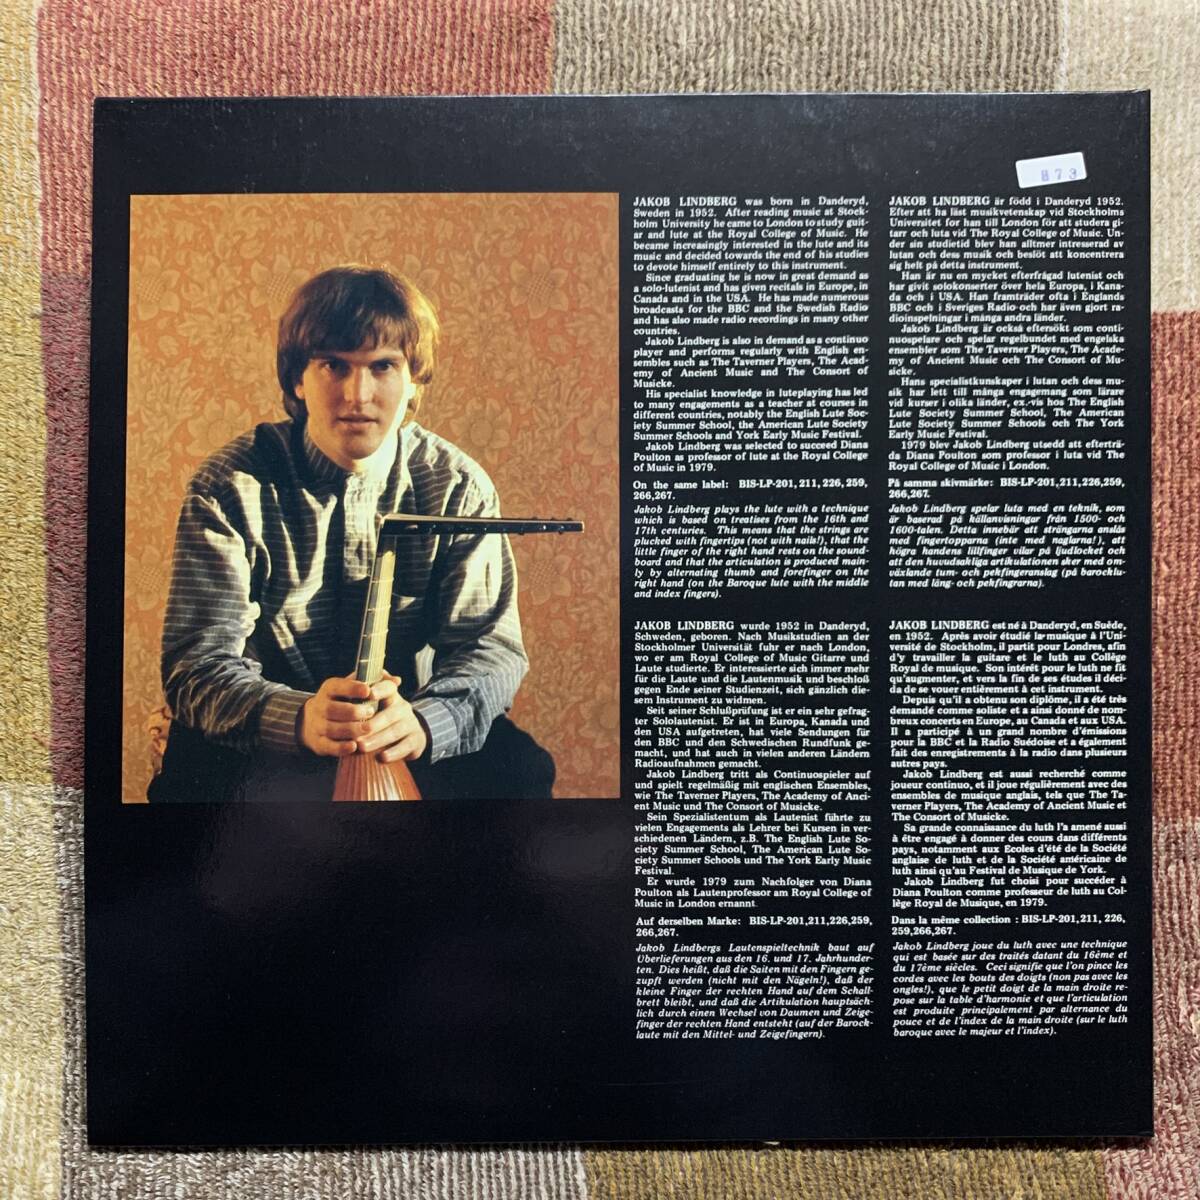 873
JAKOB LINDBERG was born in Danderyd,
Sweden in 1952. After reading music at Stock-
holm University he came to London to study guit-
ar and lute at the Royal College of Music. He
became increasingly interested in the lute and its
music and decided towards the end of his studies
to devote himself entirely to this instrument.
Since graduating he is now in great demand as
a solo-lutenist and has given recitals in Europe, in
Canada and in the USA. He has made numerous
broadcasts for the BBC and the Swedish Radio
and has also made radio recordings in many other
countries.
Jakob Lindberg is also in demand as a continuo
player and performs regularly with English en-
sembles such as The Taverner Players, The Acad-
emy of Ancient Music and The Consort of
Musicke.
His specialist knowledge in luteplaying has led
to many engagements as a teacher at courses in
different countries, notably the English Lute Soc-
iety Summer School, the American Lute Society
Summer Schools and York Early Music Festival.
Jakob Lindberg was selected to succeed Diana
Poulton as professor of lute at the Royal College
of Music in 1979.
On the same label: BIS-LP-201, 211, 226, 259,
266,267.
Jakob Lindberg plays the lute with a technique
which is based on treatises from the 16th and
17th centuries. This means that the strings are
plucked with fingertips (not with nails!), that the
little finger of the right hand rests on the sound-
board and that the articulation is produced main-
ly by alternating thumb and forefinger on the
right hand (on the Baroque lute with the middle
and index fingers).
JAKOB LINDBERG är född i Danderyd 1952.
Efter att ha läst musikvetenskap vid Stockholms
Universitet for han till London för att studera gi-
tarr och luta vid The Royal College of Music. Un-
der sin studietid blev han alltmer intresserad av
lutan och dess musik och beslöt att koncentrera
sig helt på detta instrument.
Han är nu en mycket efterfrågad lutenist och
har givit solokonserter över hela Europa, i Kana-
da och i USA. Han framträder ofta i Englands
BBC och i Sveriges Radio och har även gjort ra-
dioinspelningar i många andra länder.
Jakob Lindberg är också eftersökt som conti-
nuospelare och spelar regelbundet med engelska
ensembler som The Taverner Players, The Acade-
my of Ancient Music och The Consort of Mu-
sicke.
Hans specialistkunskaper i lutan och dess mu-
sik har lett till många engagemang som lärare
vid kurser i olika länder, ex.-vis hos The English
Lute Society Summer School, The American
Lute Society Summer Schools och The York
Early Music Festival.
1979 blev Jakob Lindberg utsedd att efterträ-
da Diana Poulton som professor i luta vid The
Royal College of Music i London.
På samma skivmärke: BIS-LP-201,211,226,259,
266,267.
Jakob Lindberg spelar luta med en teknik, som
är baserad på källanvisningar från 1500- och
1600-talen. Detta innebär att strängarna anslås
med fingertopparna (inte med naglarna!), att
högra handens lillfinger vilar på ljudlocket och
att den huvudsakliga artikulationen sker med om-
växlande tum- och pekfingeranslag (på barocklu-
tan med lång- och pekfingrarna).
JAKOB LINDBERG wurde 1952 in Danderyd,
Schweden, geboren. Nach Musikstudien an der
Stockholmer Universität fuhr er nach London,
wo er am Royal College of Music Gitarre und
Laute studierte. Er interessierte sich immer mehr
für die Laute und die Lautenmusik und beschloß
gegen Ende seiner Studienzeit, sich gänzlich die-
sem Instrument zu widmen.
Seit seiner Schlußprüfung ist er ein sehr gefrag-
ter Sololautenist. Er ist in Europa, Kanada und
den USA aufgetreten, hat viele Sendungen für
den BBC und den Schwedischen Rundfunk ge-
macht, und hat auch in vielen anderen Ländern
Radioaufnahmen gemacht.
Jakob Lindberg tritt als Continuospieler auf
und spielt regelmäßig mit englischen Ensembles,
wie The Taverner Players, The Academy of Anci-
ent Music und The Consort of Musicke.
Sein Spezialistentum als Lautenist führte zu
vielen Engagements als Lehrer bei Kursen in ver-
schiedenen Ländern, z.B. The English Lute So-
ciety Summer School, The American Lute So-
ciety Summer Schools und The York Early Music
Festival.
Er wurde 1979 zum Nachfolger von Diana
Poulton als Lautenprofessor am Royal College of
Music in London ernannt.
Auf derselben Marke: BIS-LP-201,211,226,259,
266,267.
Jakob Lindbergs Lautenspieltechnik baut auf
Überlieferungen aus den 16. und 17. Jahrhunder-
ten. Dies heißt, daß die Saiten mit den Fingern ge-
zupft werden (nicht mit den Nägeln!), daß der
kleine Finger der rechten Hand auf dem Schall-
brett bleibt, und daß die Artikulation hauptsäch-
lich durch einen Wechsel von Daumen und Zeige-
finger der rechten Hand entsteht (auf der Barock-
laute mit den Mittel- und Zeigefingern).
JAKOB LINDBERG est né à Danderyd, en Suède,
en 1952. Après avoir étudié la musique à l'Uni-
versité de Stockholm, il partit pour Londres, afin
d'y travailler la guitare et le luth au Collège
Royal de musique. Son intérêt pour le luth ne fit
qu'augmenter, et vers la fin de ses études il déci-
da de se vouer entièrement à cet instrument.
Depuis qu'il a obtenu son diplôme, il a été très
demandé comme soliste et a ainsi donné de nom-
breux concerts en Europe, au Canada et aux USA.
Il a participé à un grand nombre d'émissions
pour la BBC et la Radio Suédoise et a également
fait des enregistrements à la radio dans plusieurs
autres pays.
Jakob Lindberg est aussi recherché comme
joueur continuo, et il joue régulièrement avec des
ensembles de musique anglais, tels que The Ta-
verner Players, The Academy of Ancient Music et
The Consort of Musicke.
Sa grande connaissance du luth l'a amené aussi
à être engagé à donner des cours dans différents
pays, notamment aux Ecoles d'été de la Société
anglaise de luth et de la Société américaine de
luth ainsi qu'au Festival de Musique de York.
Jakob Lindberg fut choisi pour succéder à
Diana Poulton comme professeur de luth au Col-
lège Royal de Musique, en 1979.
Dans la même collection : BIS-LP-201,211, 226,
259,266,267.
Jakob Lindberg joue du luth avec une technique
qui est basée sur des traités datant du 16ème et
du 17ème siècles. Ceci signifie que l'on pince les
cordes avec les bouts des doigts (non pas avec les
ongles!), que le petit doigt de la main droite re-
pose sur la table d'harmonie et que l'articulation
est produite principalement par alternance du
pouce et de l'index de la main droite (sur le luth
baroque avec le majeur et l'index).